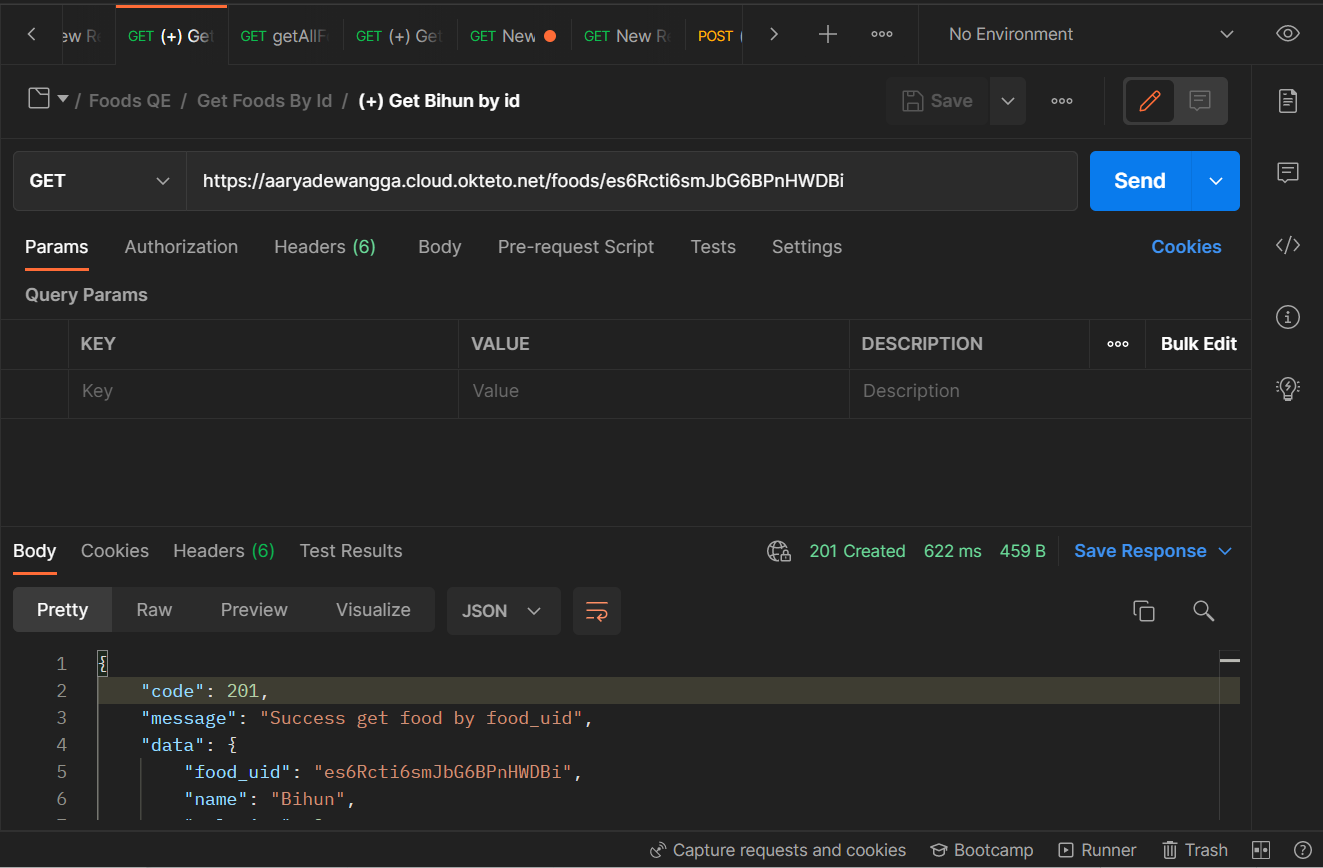 GET (+) Get GET getAllF GET (+) Get GET New GET New Re POST No Environment
/ Foods QE / Get Foods By Id / (+) Get Bihun by id Save
GET https://aaryadewangga.cloud.okteto.net/foods/es6Rcti6smJbG6BPnHWDBi Send
Params Authorization Headers (6) Body Pre-request Script Tests Settings Cookies
Query Params
KEY VALUE DESCRIPTION Bulk Edit
Key Value Description
Body Cookies Headers (6) Test Results 201 Created 622 ms 459 B Save Response
Pretty Raw Preview Visualize JSON
1 {
2 "code": 201,
3 "message": "Success get food by food_uid",
4 "data": {
5 "food_uid": "es6Rcti6smJbG6BPnHWDBi",
6 "name": "Bihun",
Capture requests and cookies Bootcamp Runner Trash